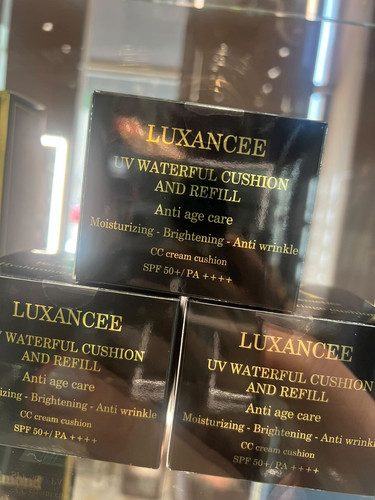 LUXANCEE
UV WATERFUL CUSHION
AND REFILL
Anti age care
Moisturizing - Brightening - Anti wrinkle
CC cream cushion
SPF 50+/ PA ++++
LUXANCEE
WATERFUL CUSHION
AND REFILL
Anti age care
izing - Brightening - Anti wrinkle
CC cream cushion
SPF 50+/ PA ++++
LUXANCEE
UV WATERFUL CUSHION
AND REFILL
Anti age care
Moisturizing - Brightening - Anti wrinkl
CC cream cushion
SPF 50+/ PA ++++